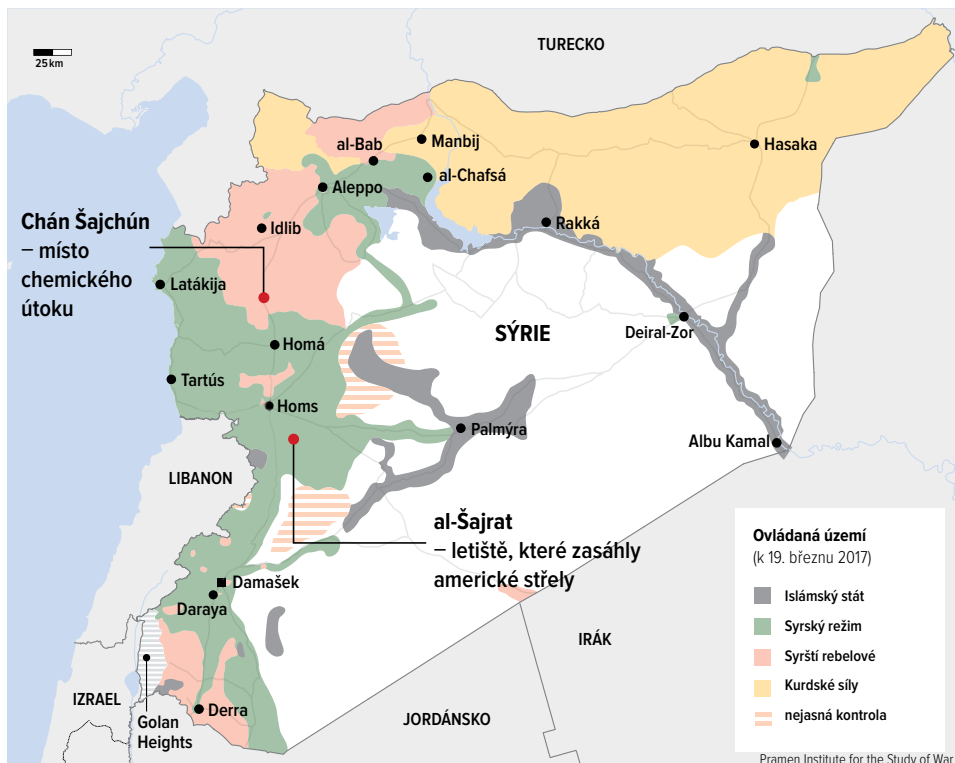 25 km
TURECKO
al-Bab
Manbij
Hasaka
al-Chafsá
Aleppo
Chán Šajchún
– místo
chemického
útoku
Idlib
Rakká
Latákija
SÝRIE
Deiral-Zor
Homá
Tartús
Homs
Palmýra
Albu Kamal
LIBANON
al-Šajrat
– letiště, které zasáhly
americké střely
Damašek
Daraya
IRÁK
IZRAEL
Golan
Heights
Derra
JORDÁNSKO
Ovládaná území
(k 19. březnu 2017)
Islámský stát
Syrský režim
Syrští rebelové
Kurdské síly
nejasná kontrola
Pramen Institute for the Study of War